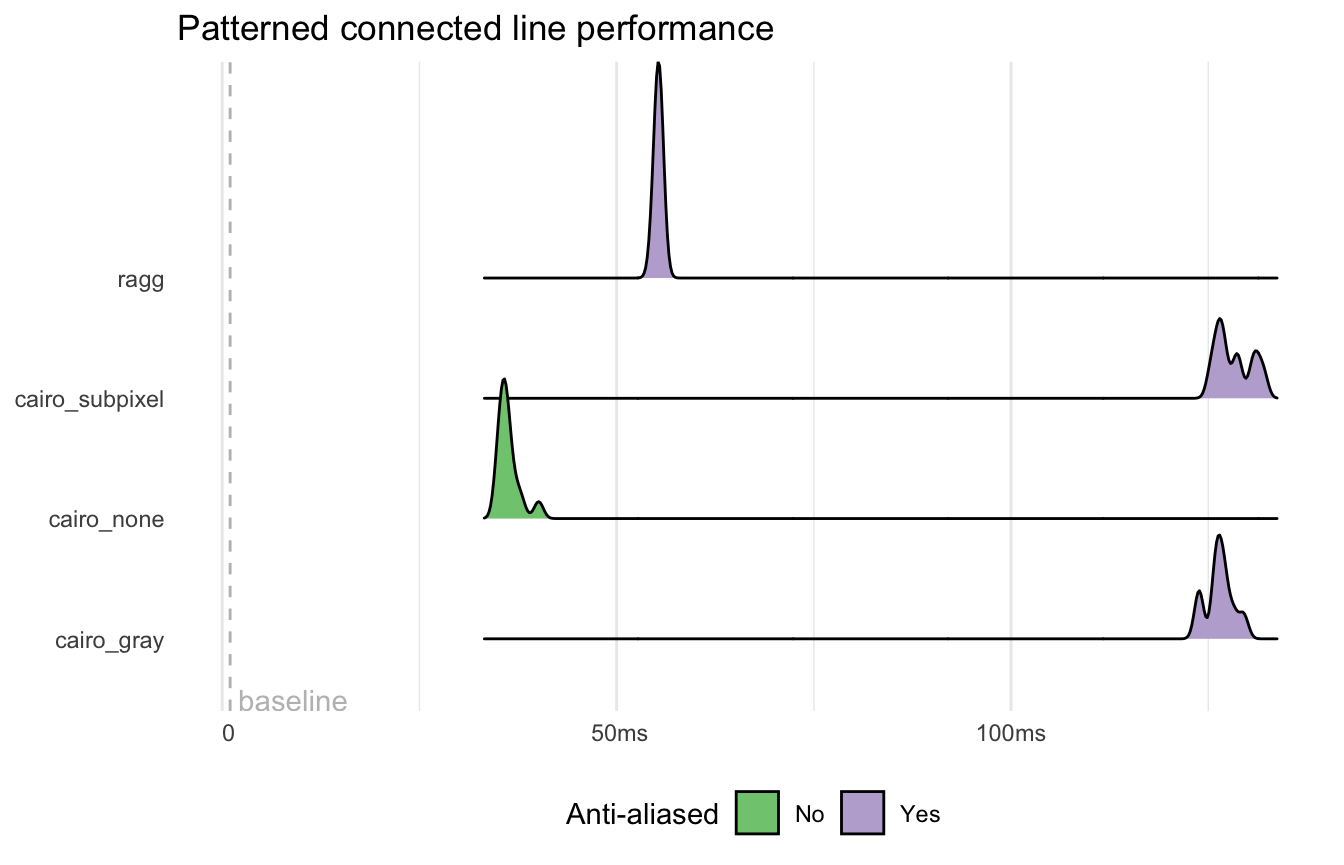 Patterned connected line performance
ragg
cairo_subpixel
cairo_none
cairo_gray
baseline
0 50ms 100ms
Anti-aliased No Yes